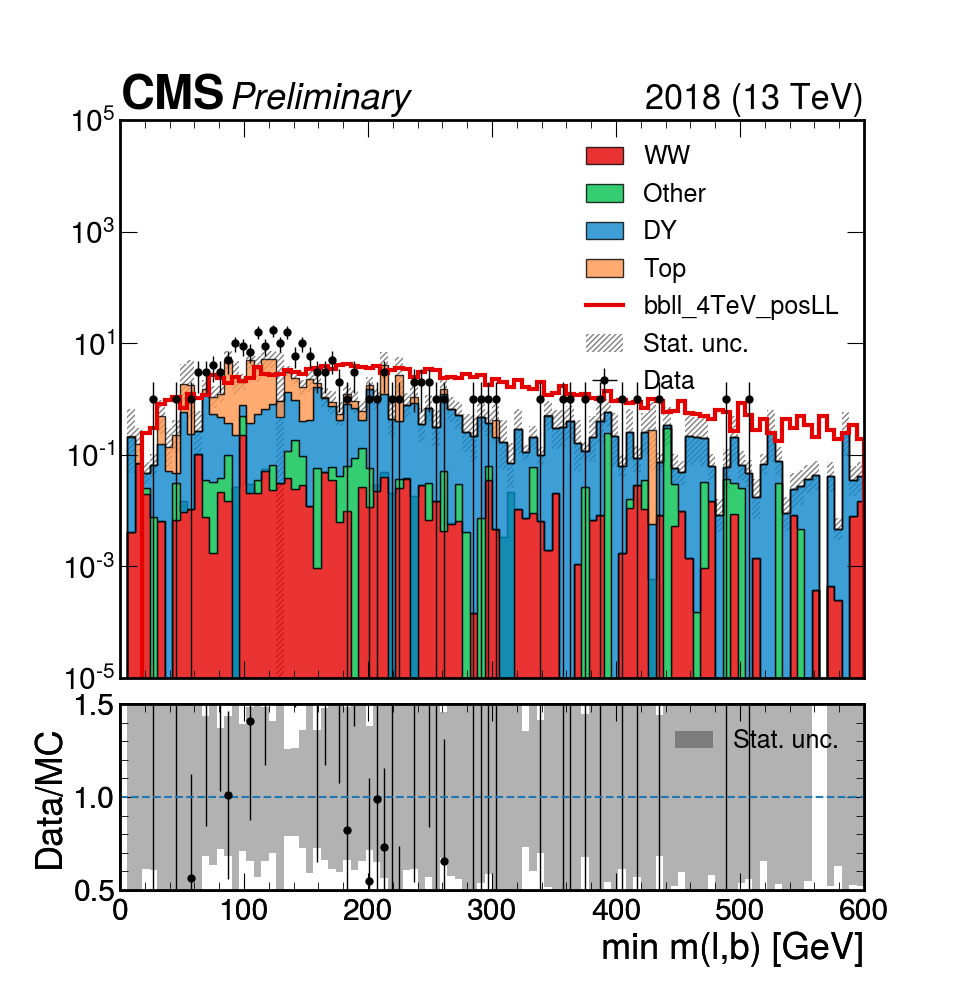 CMS Preliminary 2018 (13 TeV)
10^5
10^3
10^1
10^-1
10^-3
10^-5
WW
Other
DY
Top
bbll_4TeV_posLL
Stat. unc.
Data
1.5
1.0
0.5
Data/MC
Stat. unc.
0 100 200 300 400 500 600
min m(l,b) [GeV]